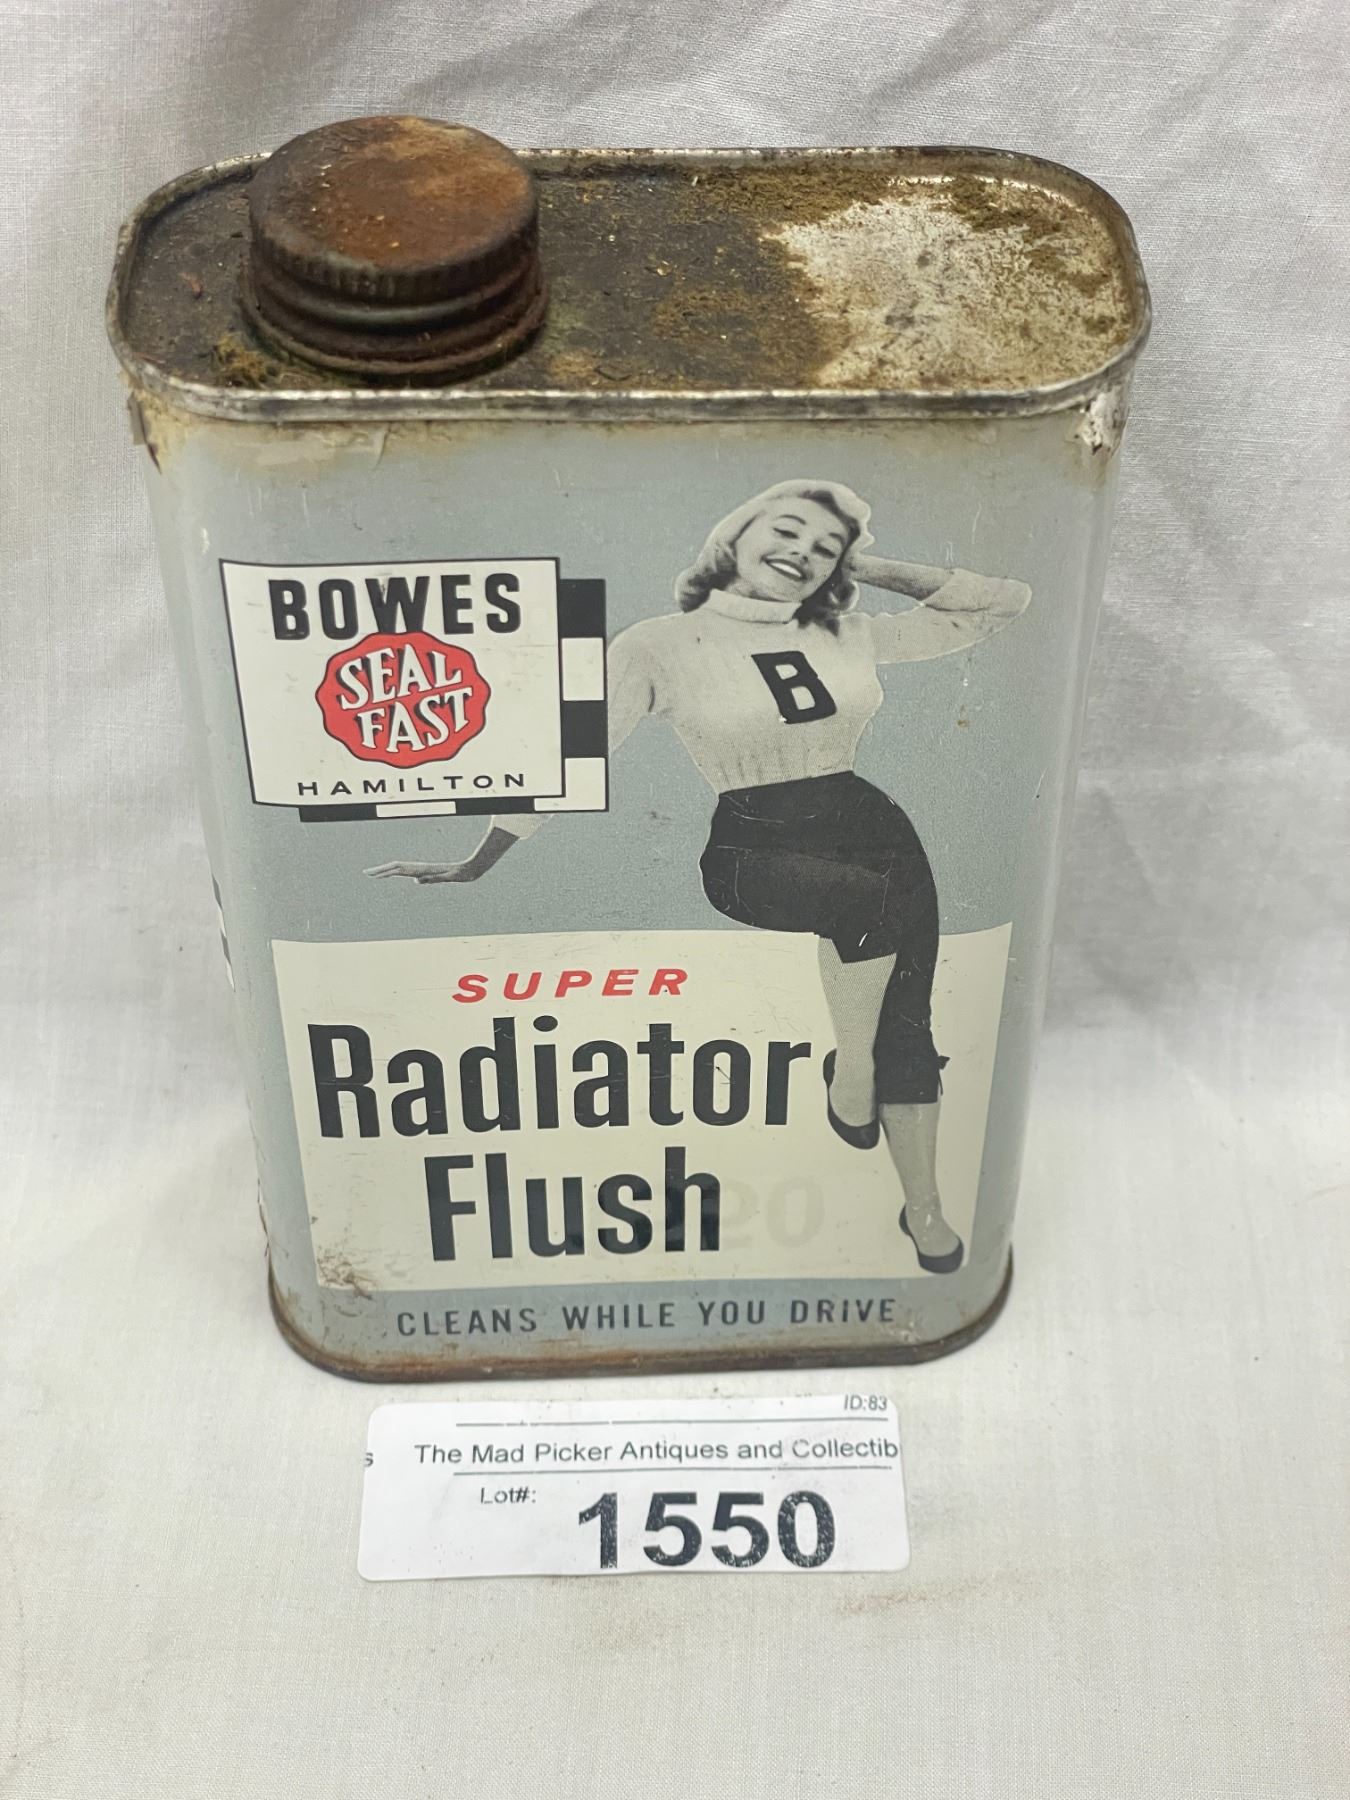 BOWES
SEAL
FAST
HAMILTON
B
SUPER
Radiator
Flush
CLEANS WHILE YOU DRIVE
ID:83
s The Mad Picker Antiques and Collectib
Lot#: 1550